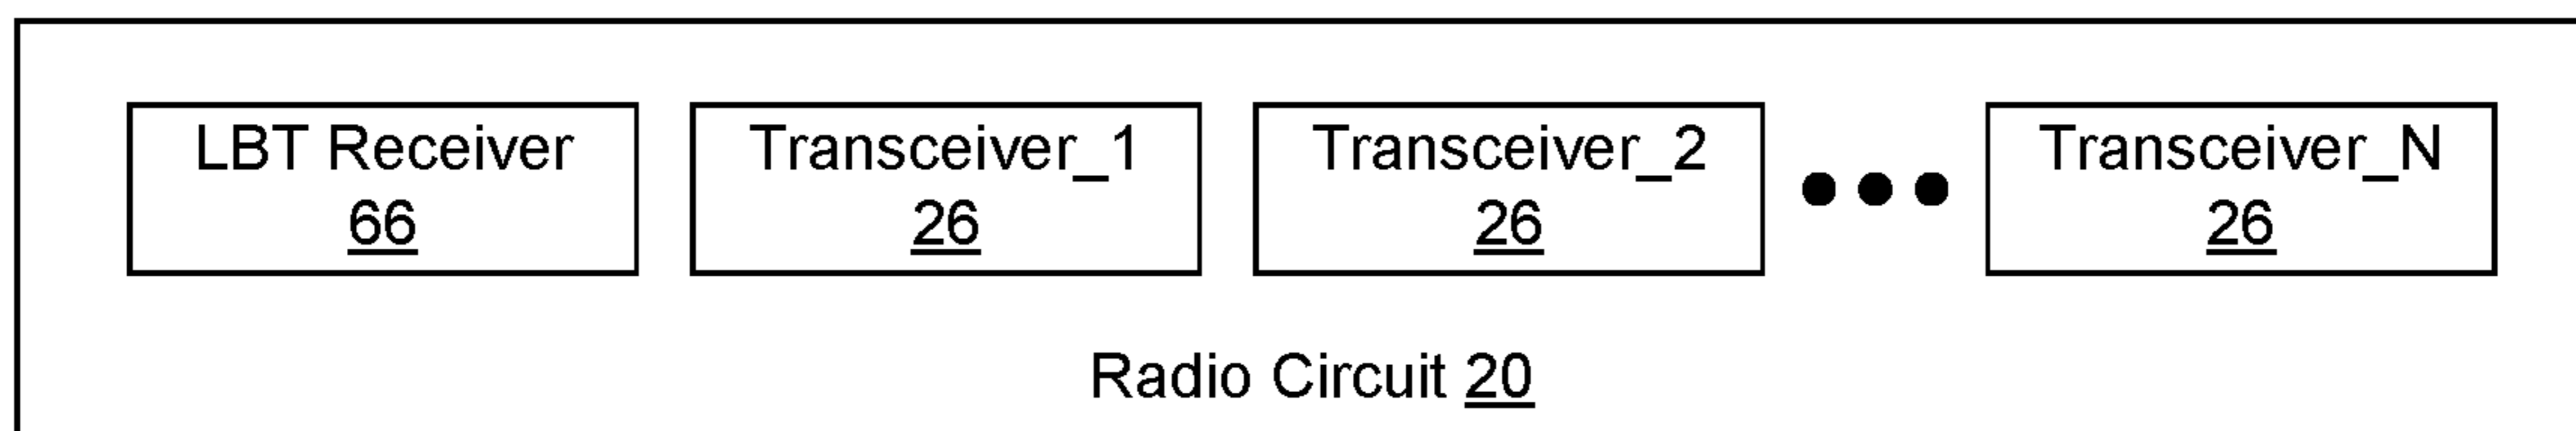 LBT Receiver
66
Transceiver_1
26
Transceiver_2
26
Transceiver_N
26
Radio Circuit 20